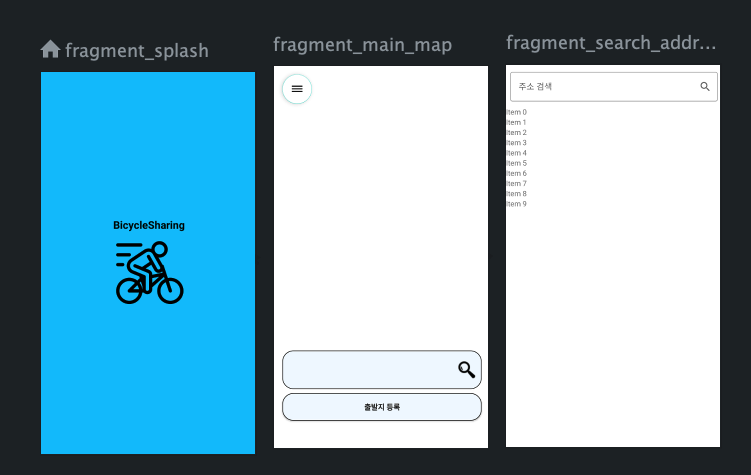 fragment_splash
BicycleSharing
fragment_main_map
출발지 등록
fragment_search_addr...
주소 검색
Item 0
Item 1
Item 2
Item 3
Item 4
Item 5
Item 6
Item 7
Item 8
Item 9